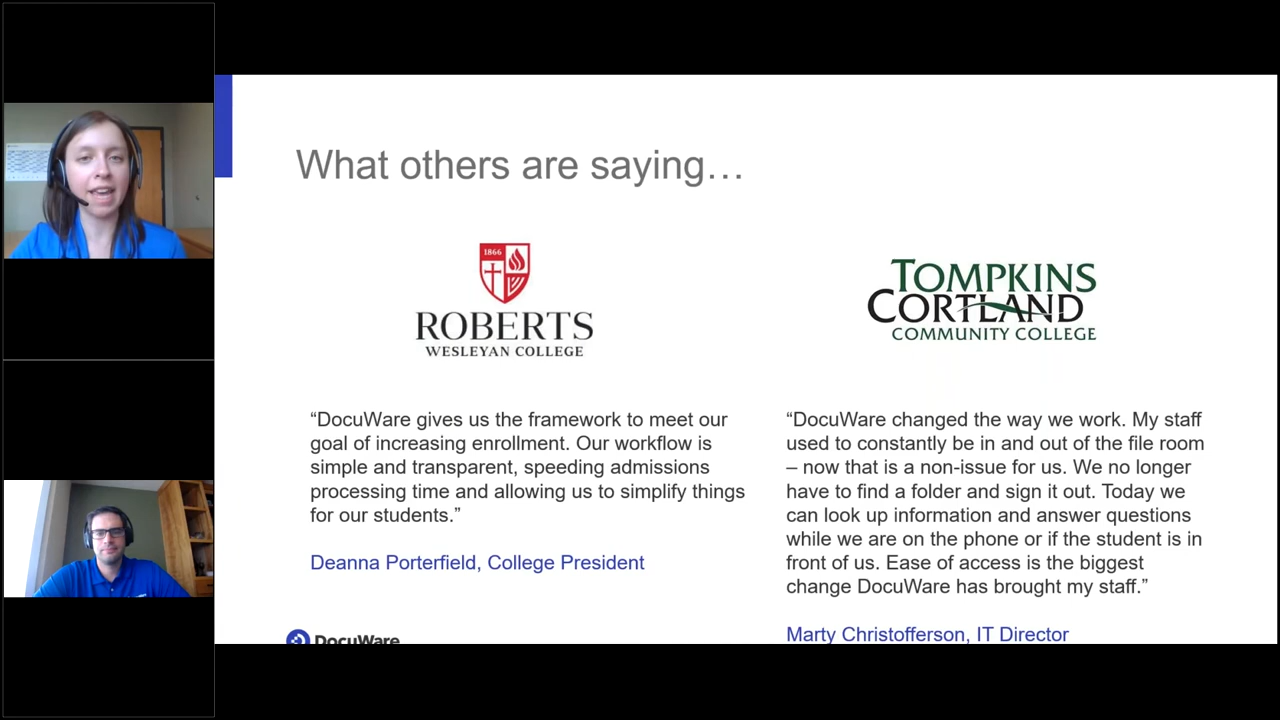 What others are saying…
1866
ROBERTS
WESLEYAN COLLEGE
“DocuWare gives us the framework to meet our
goal of increasing enrollment. Our workflow is
simple and transparent, speeding admissions
processing time and allowing us to simplify things
for our students.”
Deanna Porterfield, College President
DocuWare
TOMPKINS
CORTLAND
COMMUNITY COLLEGE
“DocuWare changed the way we work. My staff
used to constantly be in and out of the file room
– now that is a non-issue for us. We no longer
have to find a folder and sign it out. Today we
can look up information and answer questions
while we are on the phone or if the student is in
front of us. Ease of access is the biggest
change DocuWare has brought my staff.”
Marty Christofferson, IT Director